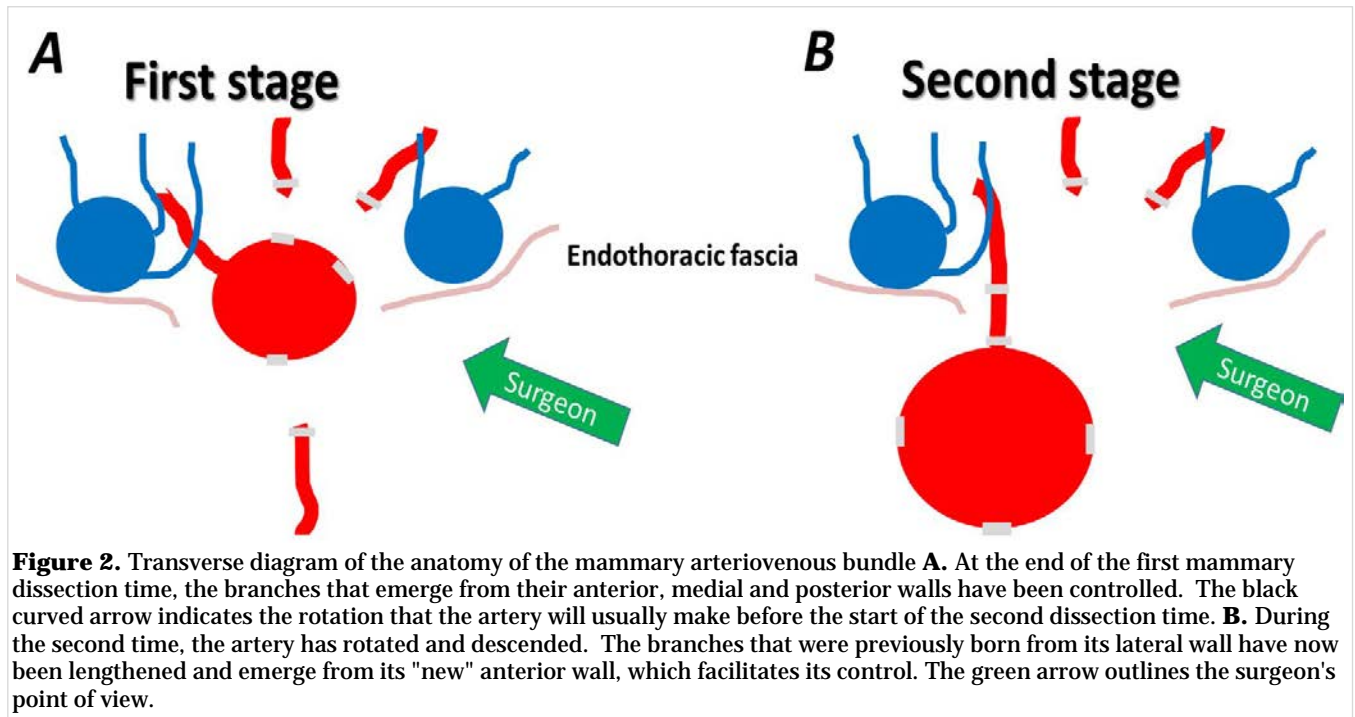 A
First stage
B
Second stage
Endothoracic fascia
Surgeon
Surgeon
Figure 2. Transverse diagram of the anatomy of the mammary arteriovenous bundle A. At the end of the first mammary
dissection time, the branches that emerge from their anterior, medial and posterior walls have been controlled. The black
curved arrow indicates the rotation that the artery will usually make before the start of the second dissection time. B. During
the second time, the artery has rotated and descended. The branches that were previously born from its lateral wall have now
been lengthened and emerge from its "new" anterior wall, which facilitates its control. The green arrow outlines the surgeon's
point of view.